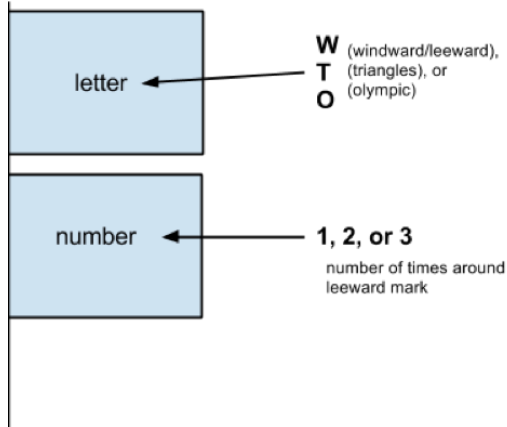 letter
W (windward/leeward),
T (triangles), or
O (olympic)
number
1, 2, or 3
number of times around
leeward mark